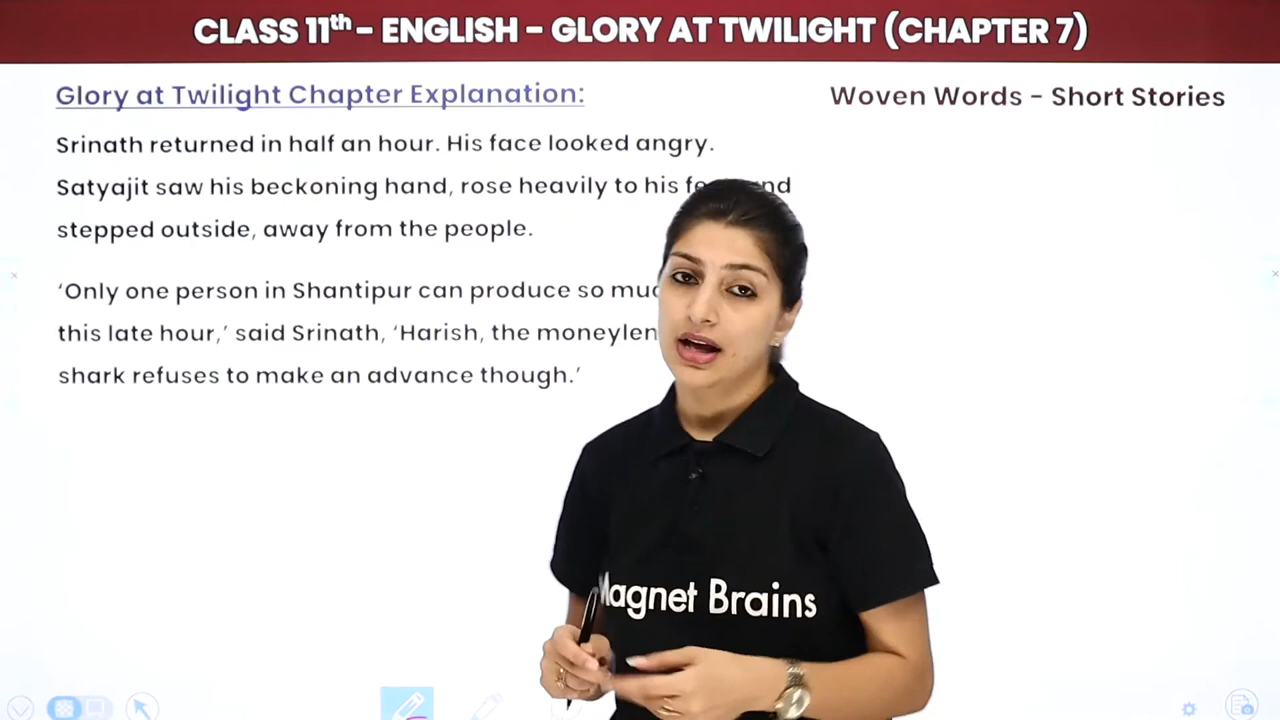 CLASS 11th - ENGLISH - GLORY AT TWILIGHT (CHAPTER 7)
Glory at Twilight Chapter Explanation:
Woven Words - Short Stories
Srinath returned in half an hour. His face looked angry.
Satyajit saw his beckoning hand, rose heavily to his
stepped outside, away from the people.
‘Only one person in Shantipur can produce so
this late hour,’ said Srinath, ‘Harish, the
shark refuses to make an advance though.’
Magnet Brains